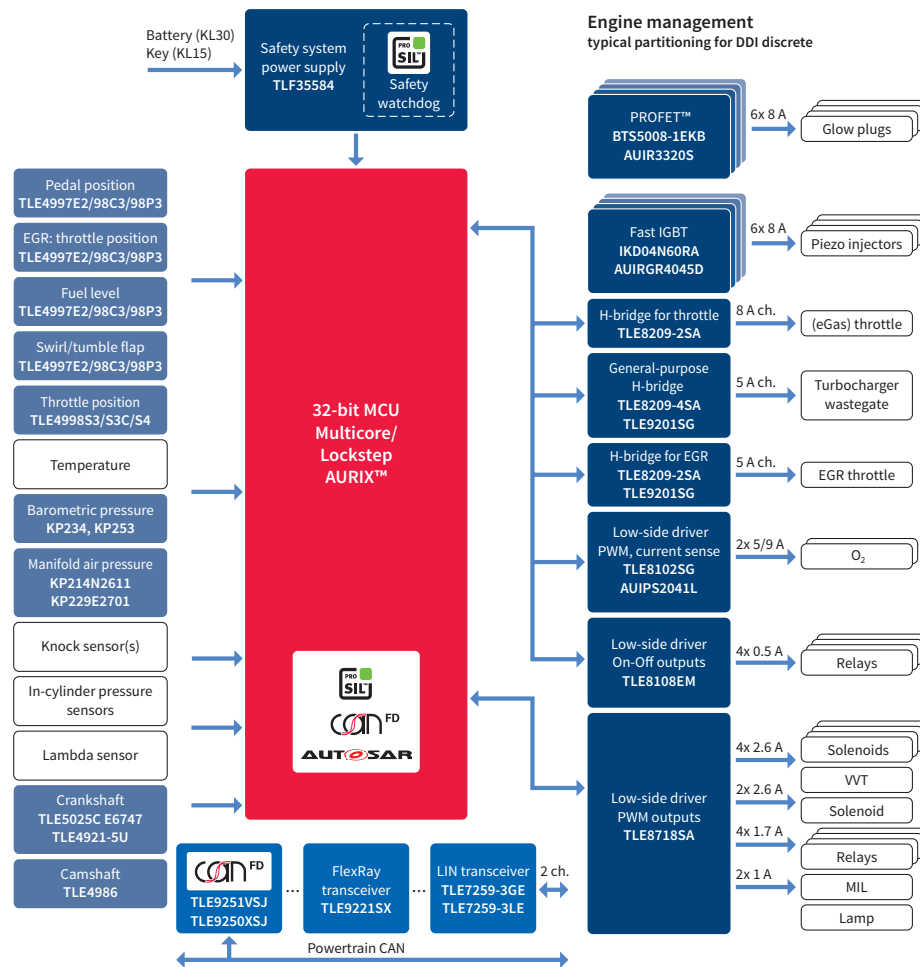 Battery (KL30)
Key (KL15)
Safety system
power supply
TLF35584
PRO
SIL™
Safety
watchdog
Engine management
typical partitioning for DDI discrete
Pedal position
TLE4997E2/98C3/98P3
EGR: throttle position
TLE4997E2/98C3/98P3
Fuel level
TLE4997E2/98C3/98P3
Swirl/tumble flap
TLE4997E2/98C3/98P3
Throttle position
TLE4998S3/S3C/S4
Temperature
Barometric pressure
KP234, KP253
Manifold air pressure
KP214N2611
KP229E2701
Knock sensor(s)
In-cylinder pressure
sensors
Lambda sensor
Crankshaft
TLE5025C E6747
TLE4921-5U
Camshaft
TLE4986
32-bit MCU
Multicore/
Lockstep
AURIX™
PRO
SIL™
CAN FD
AUTOSAR
CAN FD
TLE9251VSJ
TLE9250XSJ
...
FlexRay
transceiver
TLE9221SX
...
LIN transceiver
TLE7259-3GE
TLE7259-3LE
2 ch.
Powertrain CAN
PROFET™
BTS5008-1EKB
AUIR3320S
6x 8 A
Glow plugs
Fast IGBT
IKD04N60RA
AUIRGR4045D
6x 8 A
Piezo injectors
H-bridge for throttle
TLE8209-2SA
8 A ch.
(eGas) throttle
General-purpose
H-bridge
TLE8209-4SA
TLE9201SG
5 A ch.
Turbocharger
wastegate
H-bridge for EGR
TLE8209-2SA
TLE9201SG
5 A ch.
EGR throttle
Low-side driver
PWM, current sense
TLE8102SG
AUIPS2041L
2x 5/9 A
O₂
Low-side driver
On-Off outputs
TLE8108EM
4x 0.5 A
Relays
Low-side driver
PWM outputs
TLE8718SA
4x 2.6 A
Solenoids
VVT
2x 2.6 A
Solenoid
4x 1.7 A
Relays
2x 1 A
MIL
Lamp